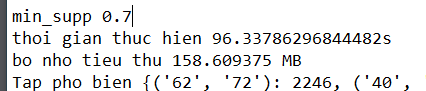 min_supp 0.7
thoi gian thuc hien 96.33786296844482s
bo nho tieu thu 158.609375 MB
Tap pho bien {('62', '72'): 2246, ('40',